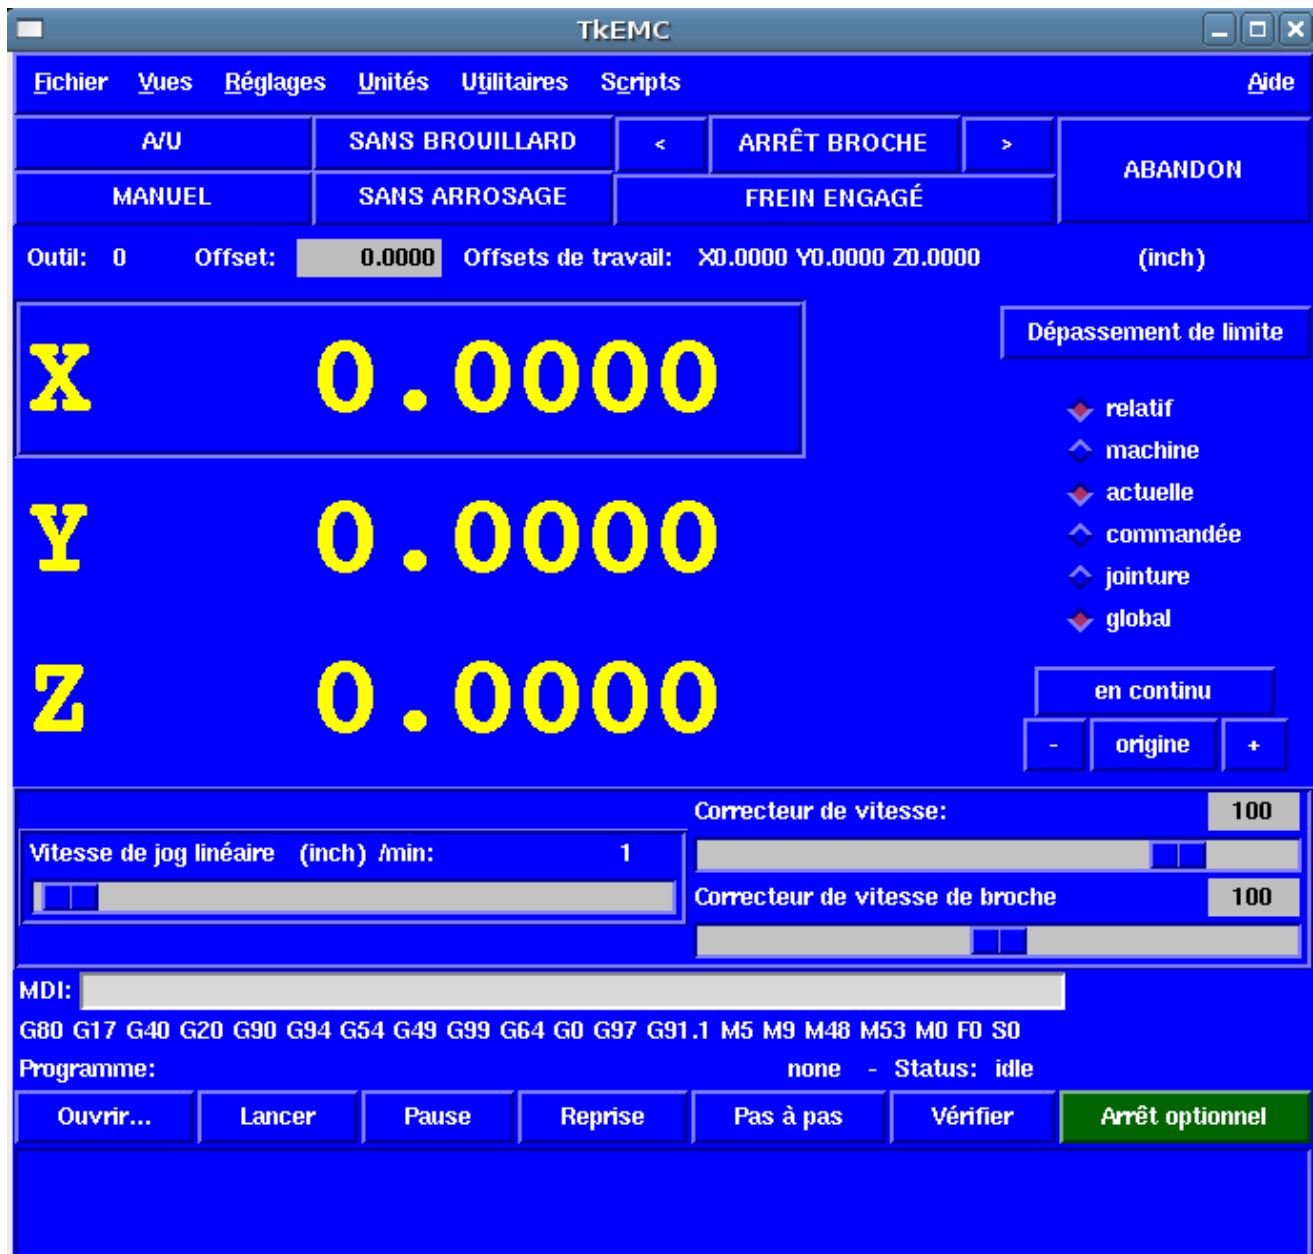 TkEMC
Fichier Vues Réglages Unités Utilitaires Scripts Aide
A/U SANS BROUILLARD < ARRÊT BROCHE > ABANDON
MANUEL SANS ARROSAGE FREIN ENGAGÉ
Outil: 0 Offset: 0.0000 Offsets de travail: X0.0000 Y0.0000 Z0.0000 (inch)
Dépassement de limite
X 0.0000
relatif
machine
actuelle
Y 0.0000
commandée
jointure
global
Z 0.0000
en continu
- origine +
Correcteur de vitesse: 100
Vitesse de jog linéaire (inch) /min: 1
Correcteur de vitesse de broche 100
MDI:
G80 G17 G40 G20 G90 G94 G54 G49 G99 G64 G0 G97 G91.1 M5 M9 M48 M53 M0 F0 S0
Programme: none - Status: idle
Ouvrir... Lancer Pause Reprise Pas à pas Vérifier Arrêt optionnel